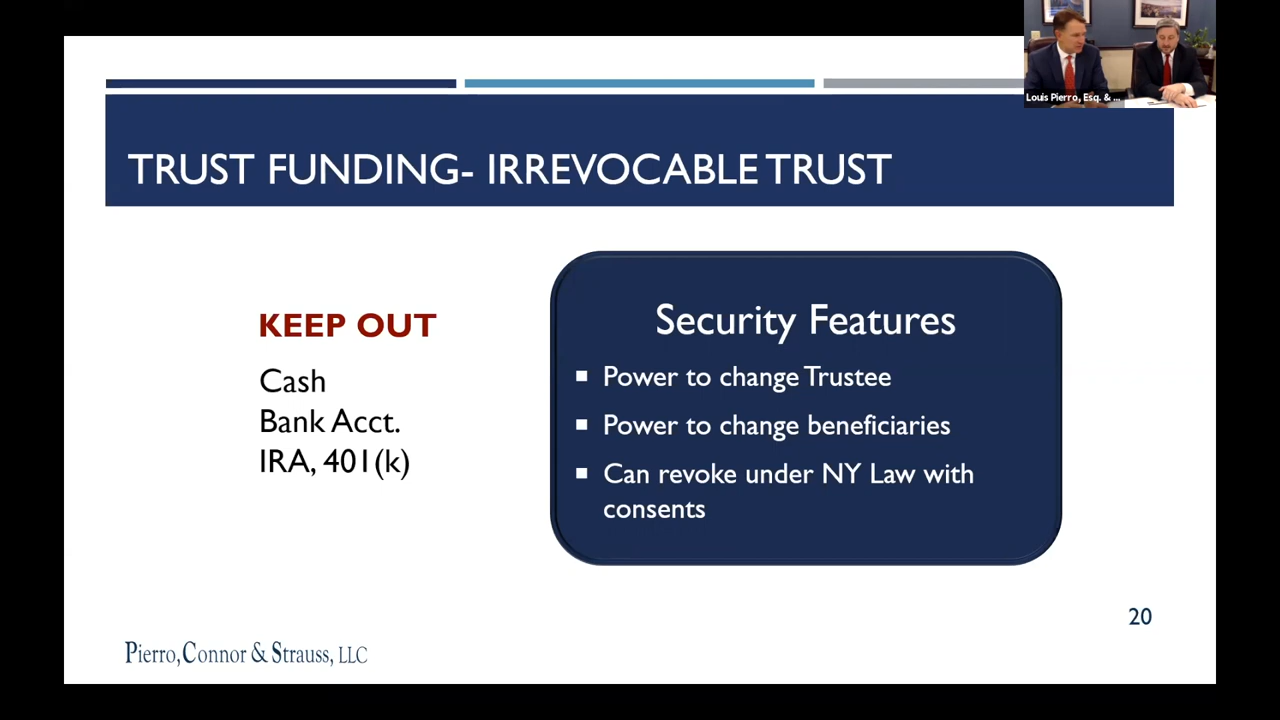 Louis Pierro, Esq. & ...
TRUST FUNDING- IRREVOCABLE TRUST
KEEP OUT
Cash
Bank Acct.
IRA, 401(k)
Security Features
Power to change Trustee
Power to change beneficiaries
Can revoke under NY Law with
consents
20
Pierro, Connor & Strauss, LLC